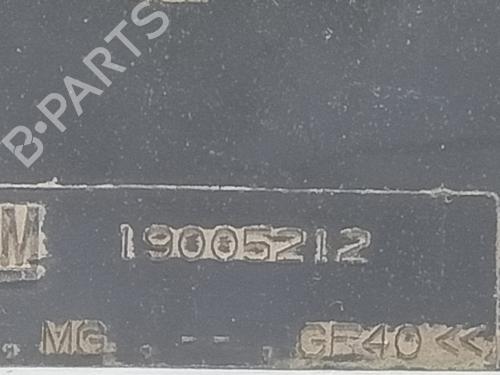 B-PARTS
M 19005212
. MG . -- GF40<<